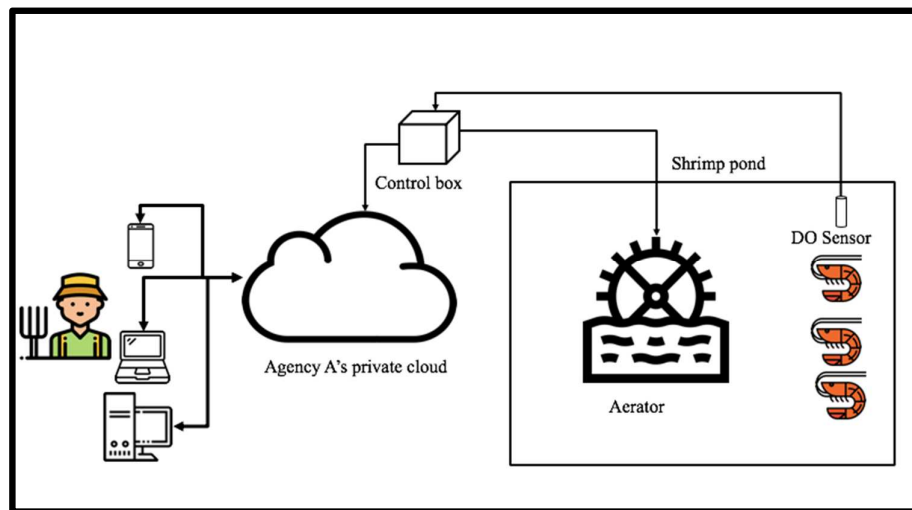 Control box
Shrimp pond
DO Sensor
Agency A's private cloud
Aerator